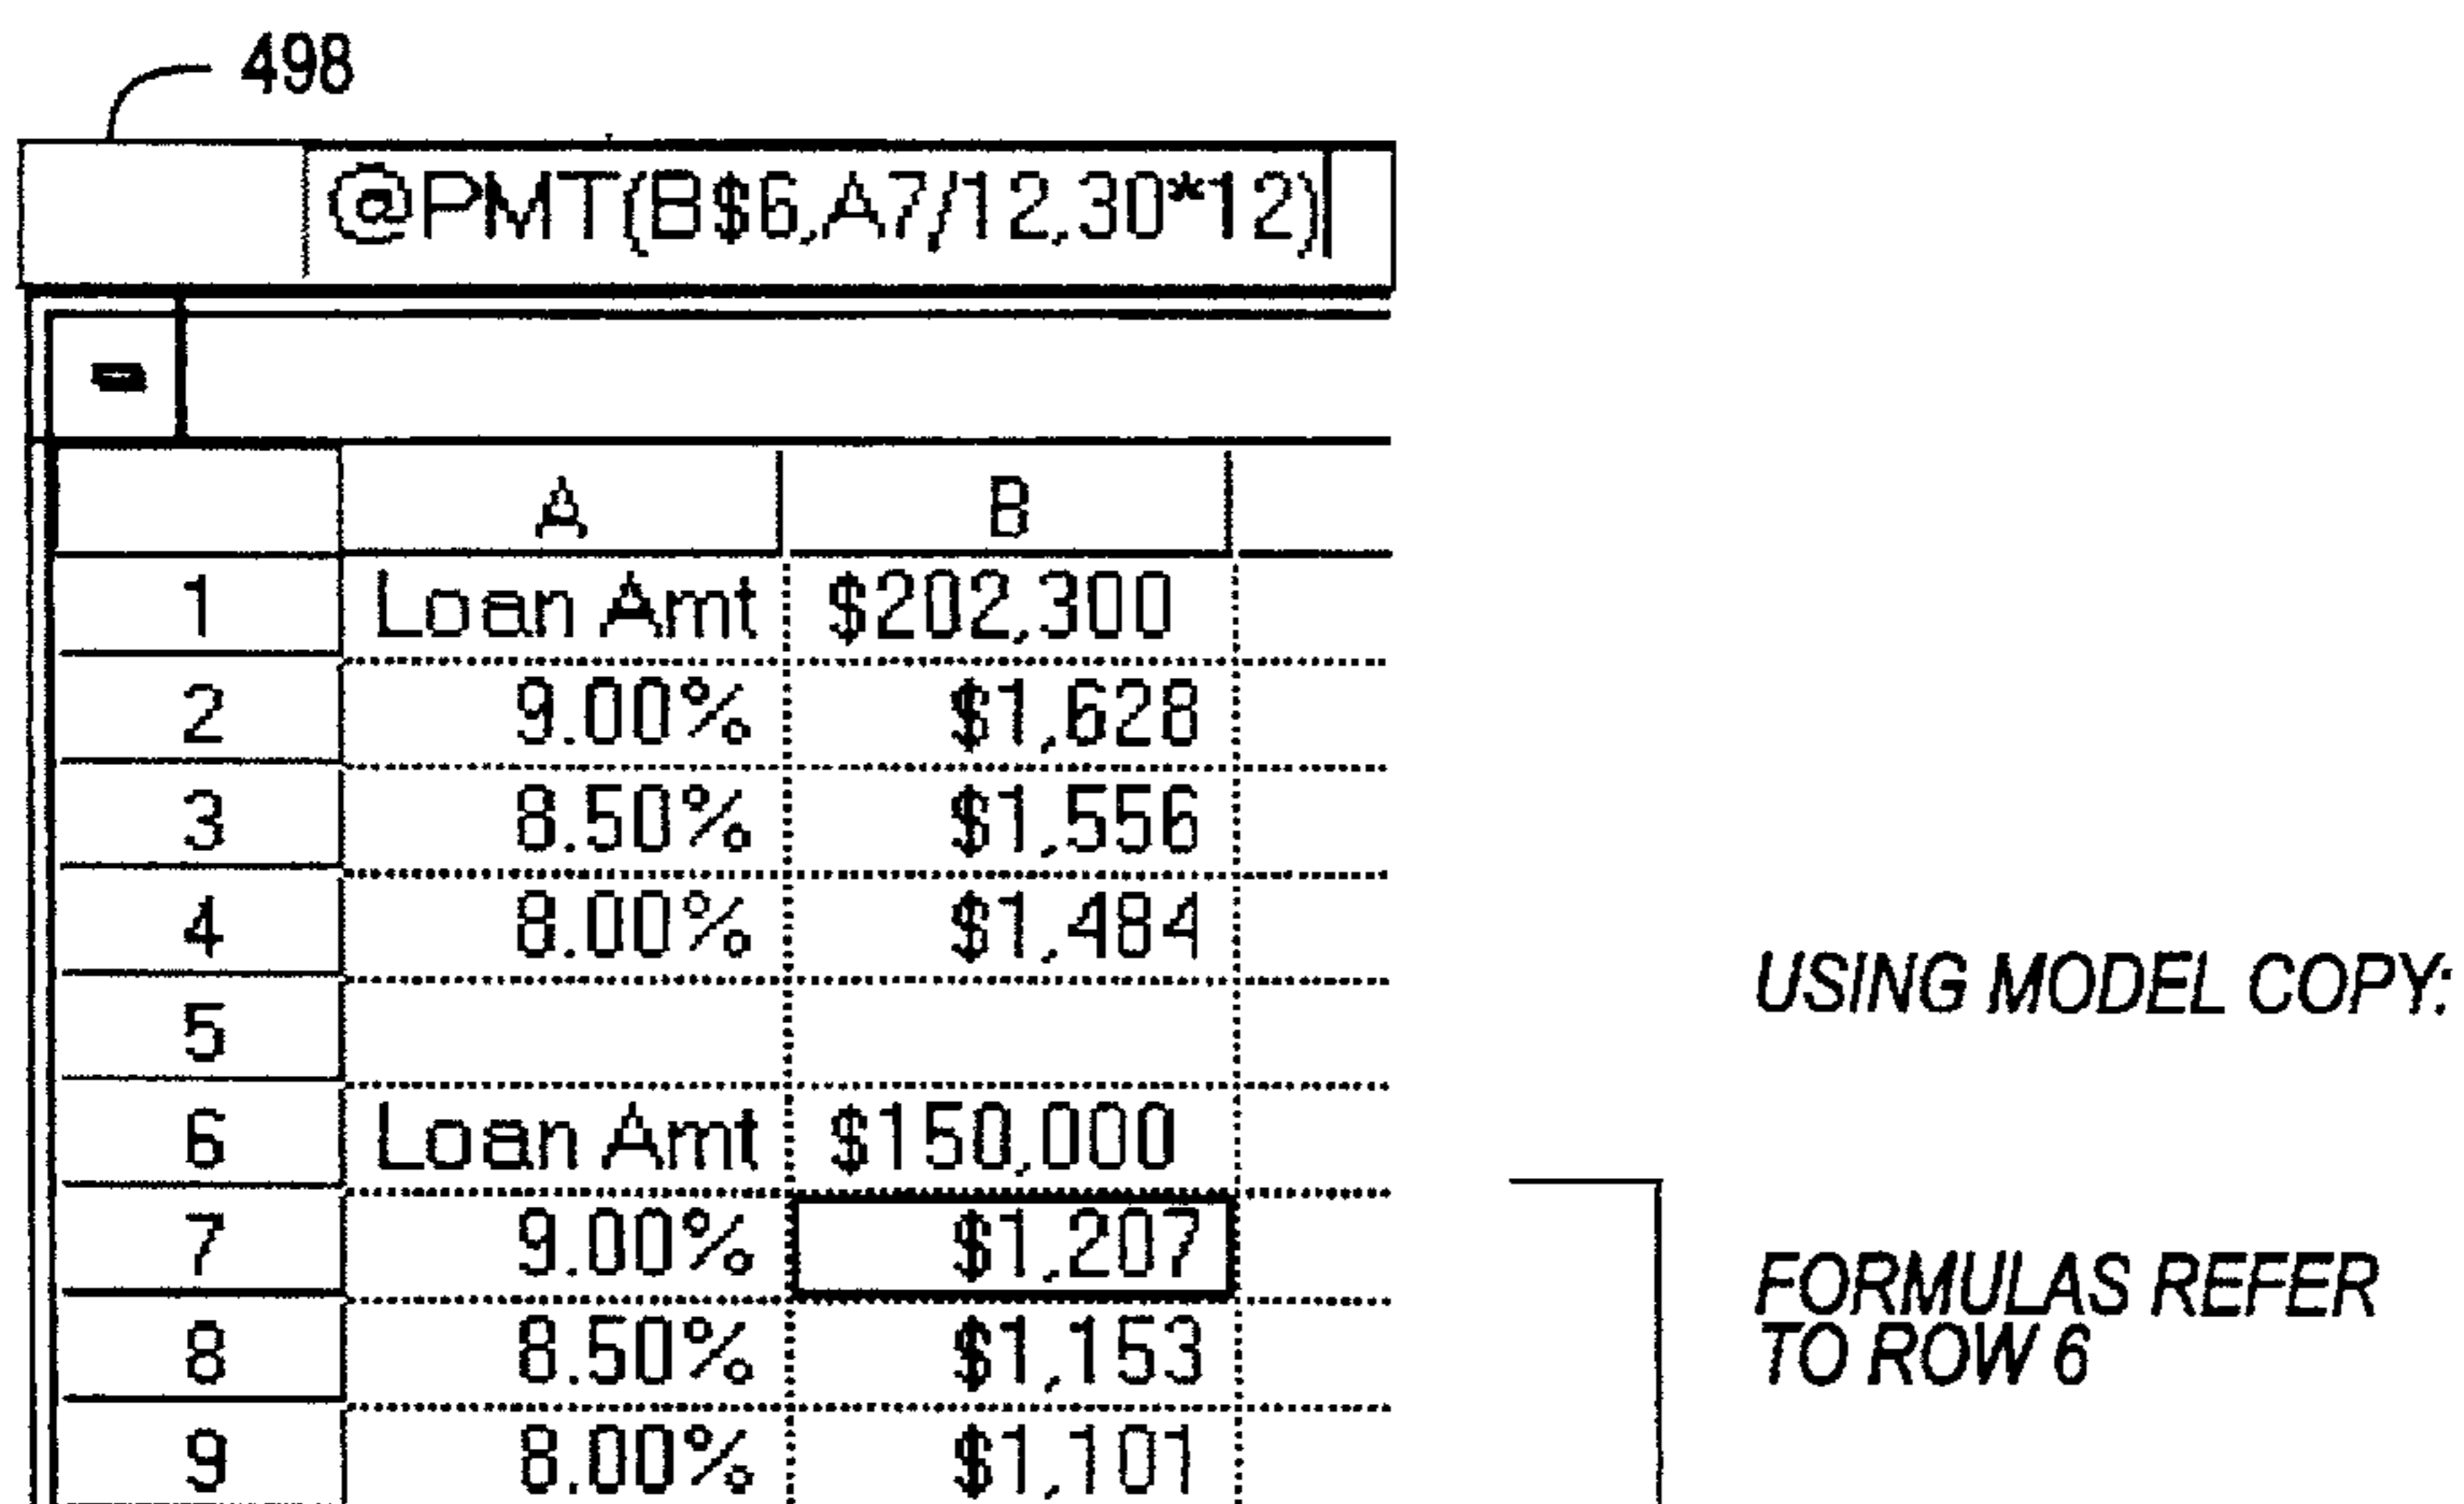 498
@PMT(B$6,A7/12,30*12)
A B
1 Loan Amt $202,300
2 9.00% $1,628
3 8.50% $1,556
4 8.00% $1,484
USING MODEL COPY:
5
6 Loan Amt $150,000
7 9.00% $1,207
FORMULAS REFER
TO ROW 6
8 8.50% $1,153
9 8.00% $1,101